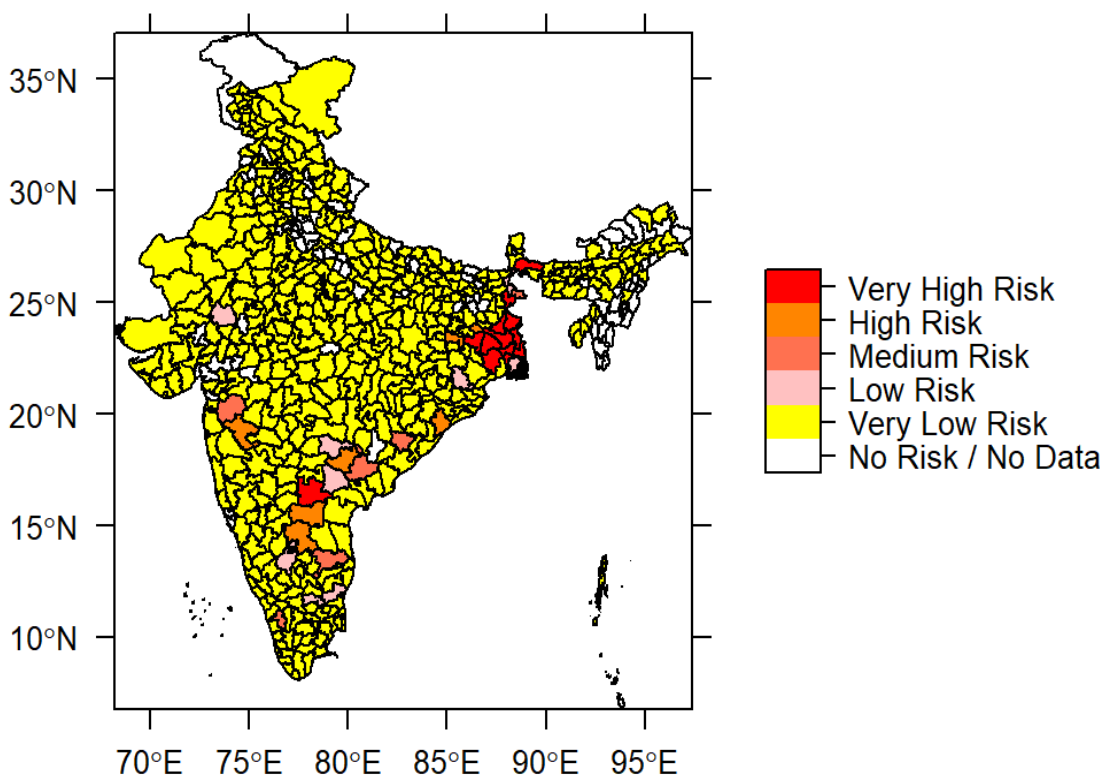 35°N
30°N
25°N
20°N
15°N
10°N
70°E 75°E 80°E 85°E 90°E 95°E
Very High Risk
High Risk
Medium Risk
Low Risk
Very Low Risk
No Risk / No Data